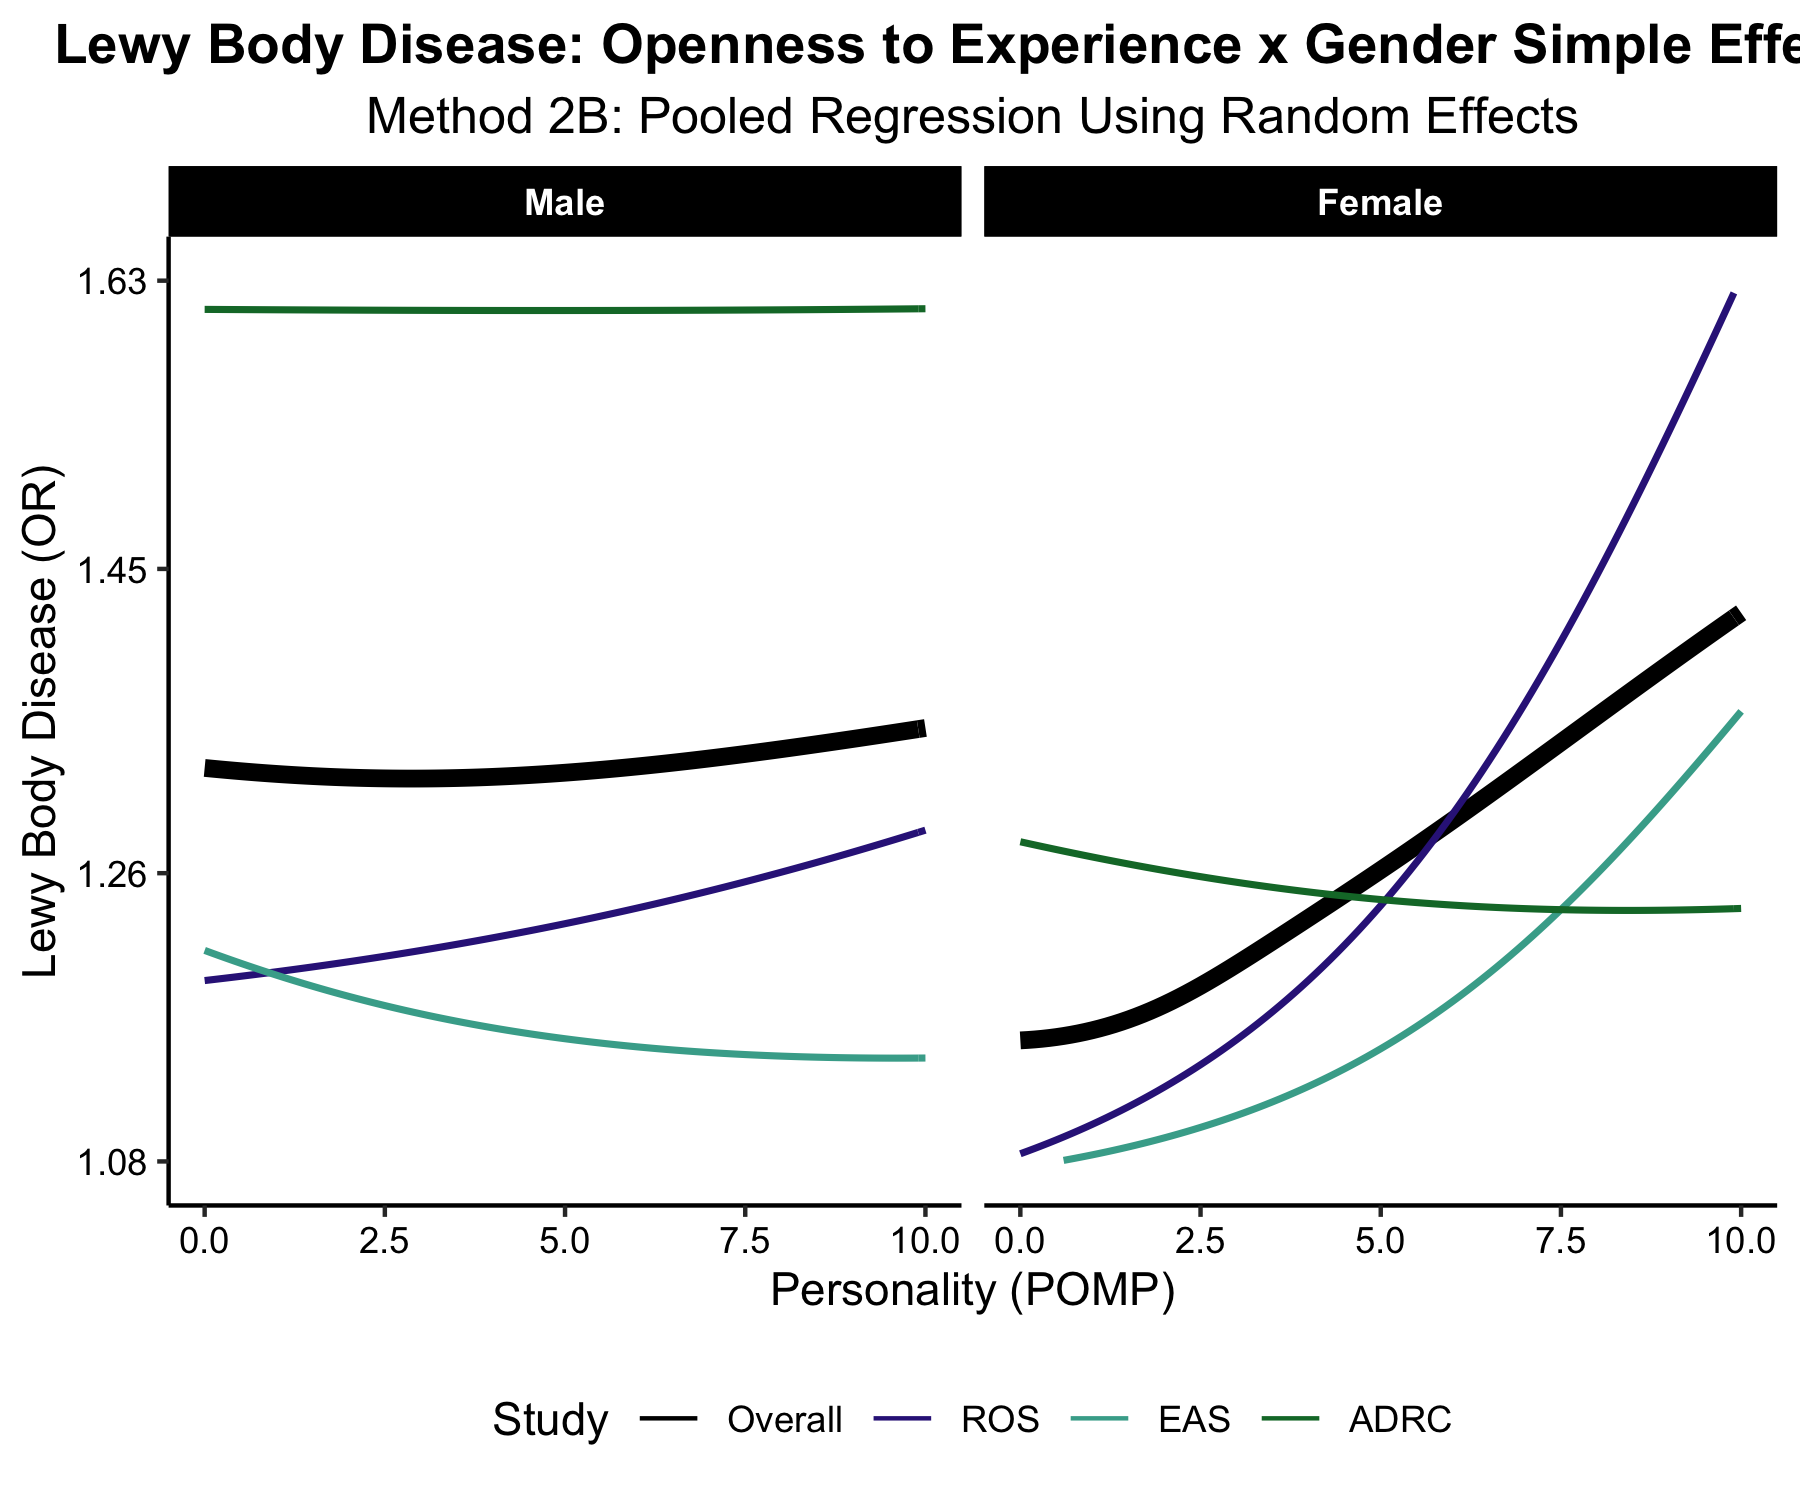 Lewy Body Disease: Openness to Experience x Gender Simple Effe
Method 2B: Pooled Regression Using Random Effects
Male
Female
Lewy Body Disease (OR)
1.63
1.45
1.26
1.08
0.0 2.5 5.0 7.5 10.0
0.0 2.5 5.0 7.5 10.0
Personality (POMP)
Study Overall ROS EAS ADRC